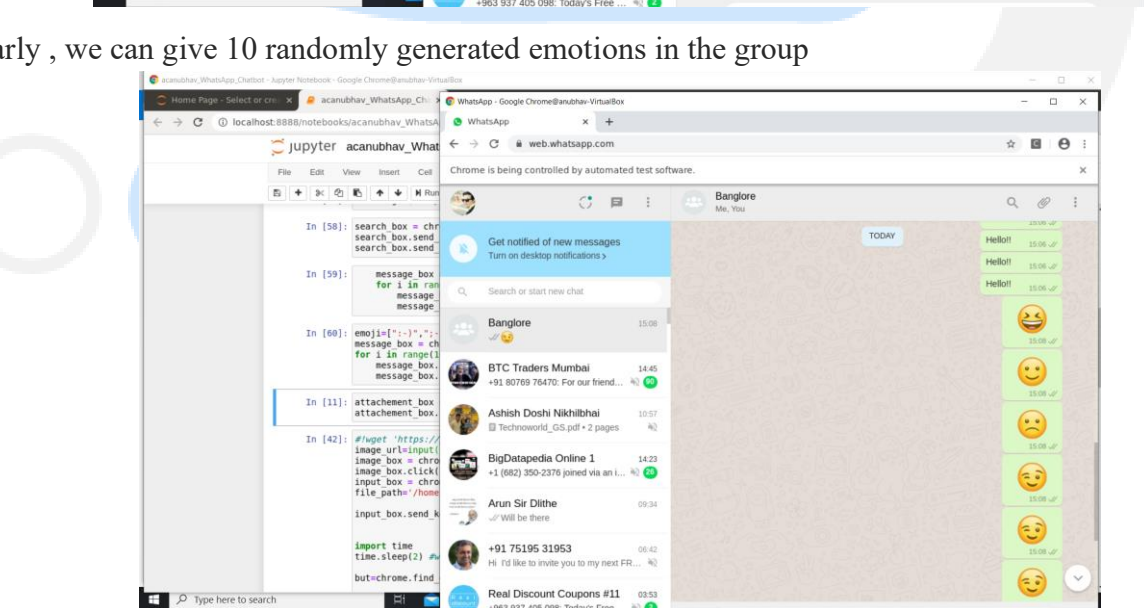 +963 937 405 098: Today's Free ... 2
arly , we can give 10 randomly generated emotions in the group
acanubhav_WhatsApp_Chatbot - Jupyter Notebook - Google Chrome@anubhav-VirtualBox
Home Page - Select or cre
acanubhav_WhatsApp_Ch
localhost:8888/notebooks/acanubhav_WhatsA
Jupyter acanubhav_What
File Edit View Insert Cell
Run
In [58]: search_box = chr
search_box.send_
search_box.send_
In [59]: message_box
for i in ran
message_
message_
In [60]: emoji=[":-)",";-
message_box = ch
for i in range(1
message_box.
message_box.
In [11]: attachement_box
attachement_box.
In [42]: #!wget 'https://
image_url=input(
image_box = chro
image_box.click(
input_box = chro
file_path='/home
input_box.send_k
import time
time.sleep(2) #w
but=chrome.find_
Type here to search
WhatsApp - Google Chrome@anubhav-VirtualBox
WhatsApp
web.whatsapp.com
Chrome is being controlled by automated test software.
Get notified of new messages
Turn on desktop notifications >
Search or start new chat
Banglore 15:08
😉
BTC Traders Mumbai 14:45
+91 80769 76470: For our friend... 90
Ashish Doshi Nikhilbhai 10:57
Technoworld_GS.pdf • 2 pages
BigDatapedia Online 1 14:23
+1 (682) 350-2376 joined via an i... 26
Arun Sir Dlithe 09:34
Will be there
+91 75195 31953 06:42
Hi I'd like to invite you to my next FR...
Real Discount Coupons #11 03:53
+963 937 405 098: Today's Free 2
Banglore
Me, You
TODAY
15:06
Hello!! 15:06
Hello!! 15:06
Hello!! 15:06
😆 15:08
🙂 15:08
🙁 15:08
😉 15:08
😉 15:08
😉